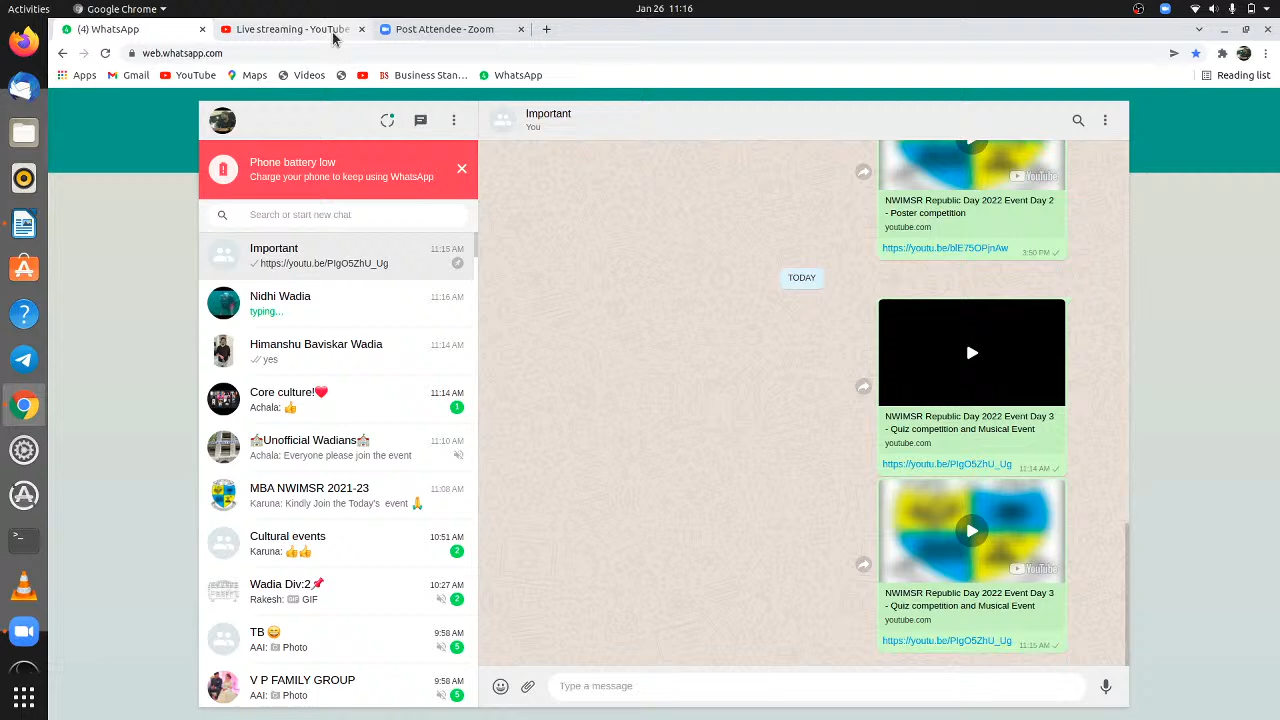 Activities
Google Chrome
Jan 26 11:16
(4) WhatsApp
Live streaming - YouTube
Post Attendee - Zoom
web.whatsapp.com
Apps
Gmail
YouTube
Maps
Videos
Business Stan...
WhatsApp
Reading list
Important
You
Phone battery low
Charge your phone to keep using WhatsApp
Search or start new chat
Important
11:15 AM
https://youtu.be/PIgO5ZhU_Ug
Nidhi Wadia
11:16 AM
typing...
Himanshu Baviskar Wadia
11:14 AM
yes
Core culture!❤️
11:14 AM
Achala: 👍
1
🏫Unofficial Wadians🏫
11:10 AM
Achala: Everyone please join the event
MBA NWIMSR 2021-23
11:08 AM
Karuna: Kindly Join the Today's event 🙏
Cultural events
10:51 AM
Karuna: 👍👍
2
Wadia Div:2📌
10:27 AM
Rakesh: GIF GIF
2
TB 😄
9:58 AM
AAI: Photo
5
V P FAMILY GROUP
9:58 AM
AAI: Photo
5
YouTube
NWIMSR Republic Day 2022 Event Day 2
- Poster competition
youtube.com
https://youtu.be/blE75OPjnAw
3:50 PM
TODAY
NWIMSR Republic Day 2022 Event Day 3
- Quiz competition and Musical Event
youtube.com
https://youtu.be/PIgO5ZhU_Ug
11:14 AM
YouTube
NWIMSR Republic Day 2022 Event Day 3
- Quiz competition and Musical Event
youtube.com
https://youtu.be/PIgO5ZhU_Ug
11:15 AM
Type a message